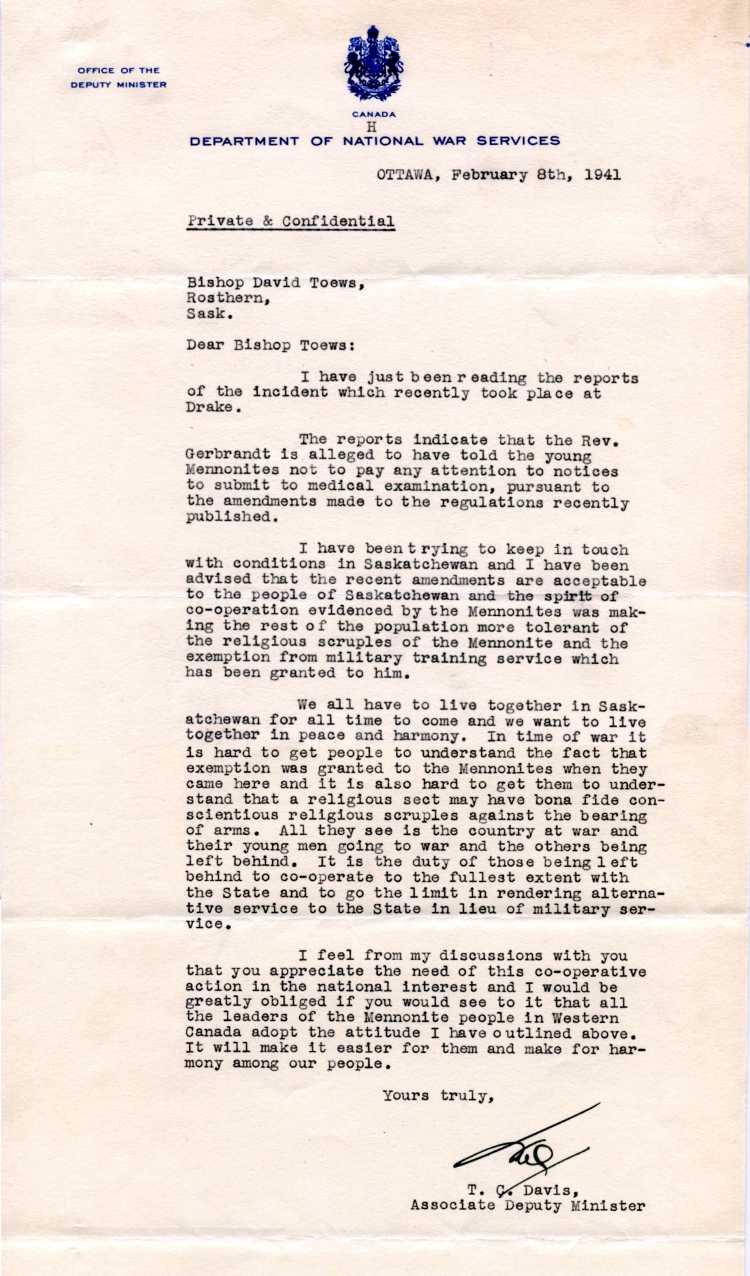 OFFICE OF THE
DEPUTY MINISTER
CANADA
H
DEPARTMENT OF NATIONAL WAR SERVICES
OTTAWA, February 8th, 1941
Private & Confidential
Bishop David Toews,
Rosthern,
Sask.
Dear Bishop Toews:
I have just been reading the reports
of the incident which recently took place at
Drake.
The reports indicate that the Rev.
Gerbrandt is alleged to have told the young
Mennonites not to pay any attention to notices
to submit to medical examination, pursuant to
the amendments made to the regulations recently
published.
I have been trying to keep in touch
with conditions in Saskatchewan and I have been
advised that the recent amendments are acceptable
to the people of Saskatchewan and the spirit of
co-operation evidenced by the Mennonites was mak-
ing the rest of the population more tolerant of
the religious scruples of the Mennonite and the
exemption from military training service which
has been granted to him.
We all have to live together in Sask-
atchewan for all time to come and we want to live
together in peace and harmony. In time of war it
is hard to get people to understand the fact that
exemption was granted to the Mennonites when they
came here and it is also hard to get them to under-
stand that a religious sect may have bona fide con-
scientious religious scruples against the bearing
of arms. All they see is the country at war and
their young men going to war and the others being
left behind. It is the duty of those being left
behind to co-operate to the fullest extent with
the State and to go the limit in rendering alterna-
tive service to the State in lieu of military ser-
vice.
I feel from my discussions with you
that you appreciate the need of this co-operative
action in the national interest and I would be
greatly obliged if you would see to it that all
the leaders of the Mennonite people in Western
Canada adopt the attitude I have outlined above.
It will make it easier for them and make for har-
mony among our people.
Yours truly,
T. C. Davis,
Associate Deputy Minister